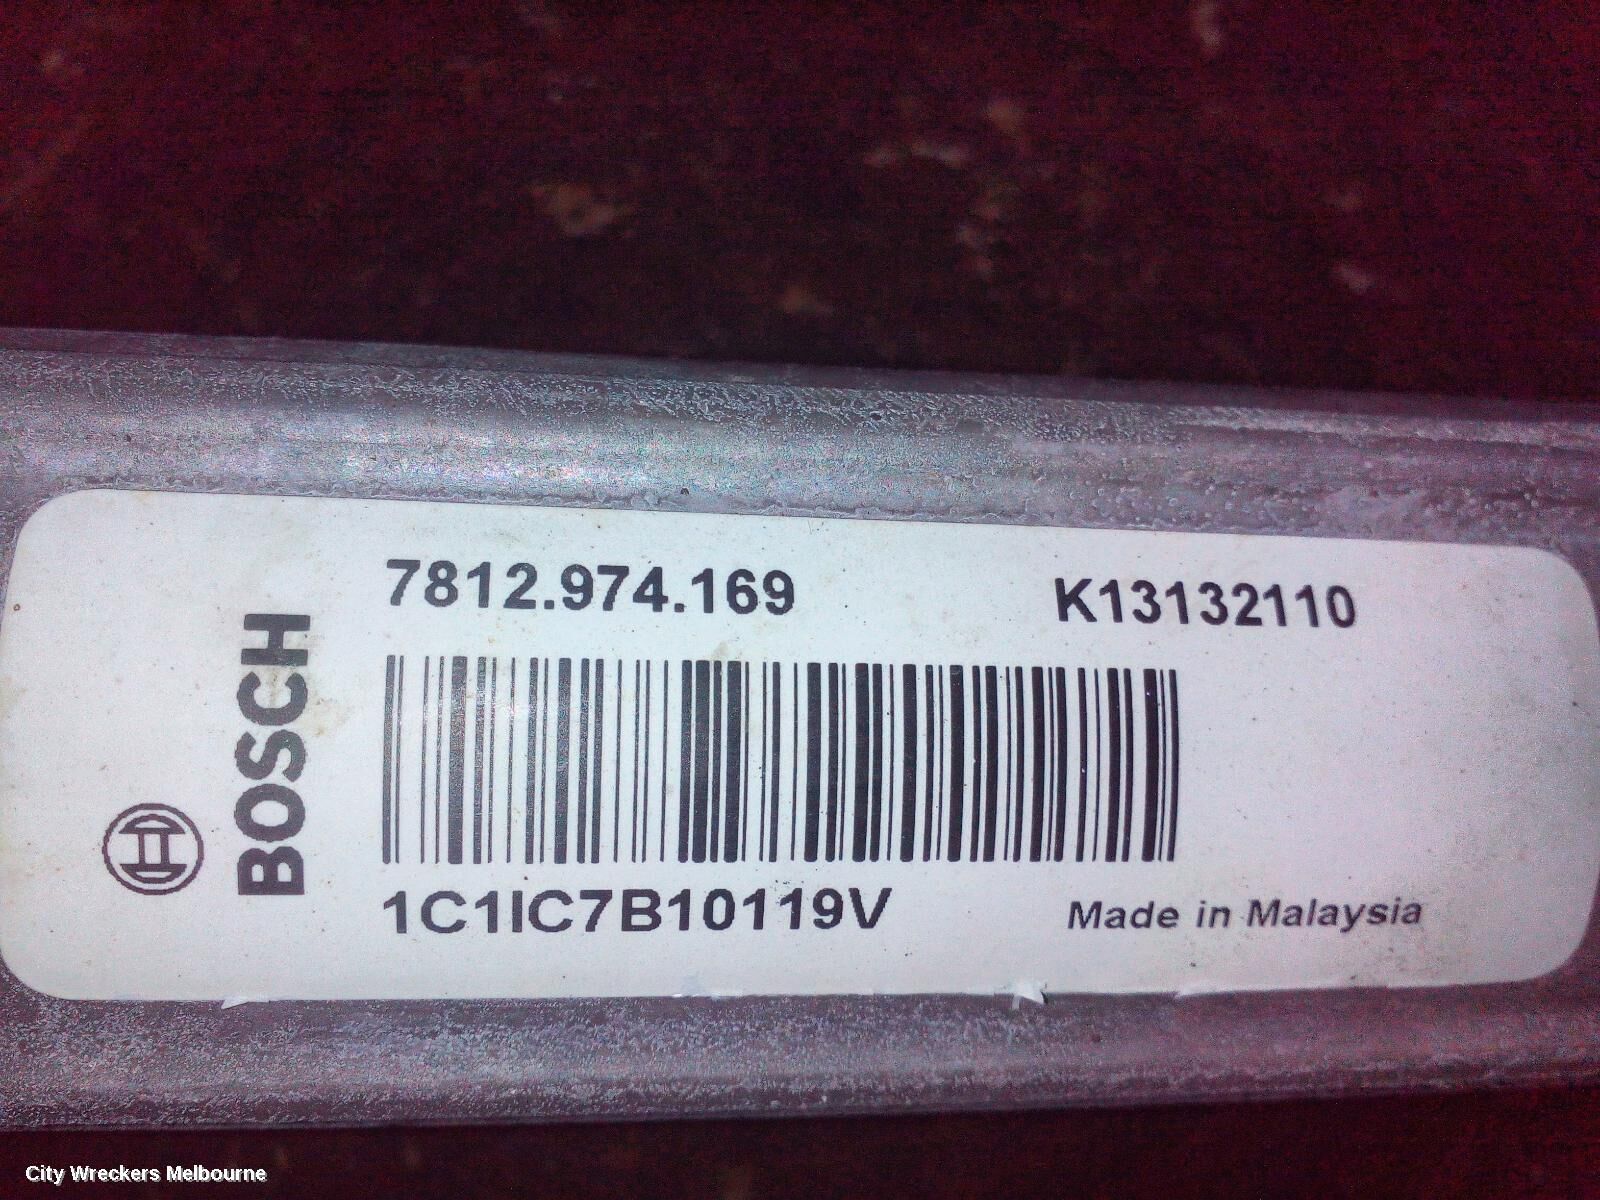 7812.974.169 K13132110
BOSCH
1C1IC7B10119V Made in Malaysia
City Wreckers Melbourne